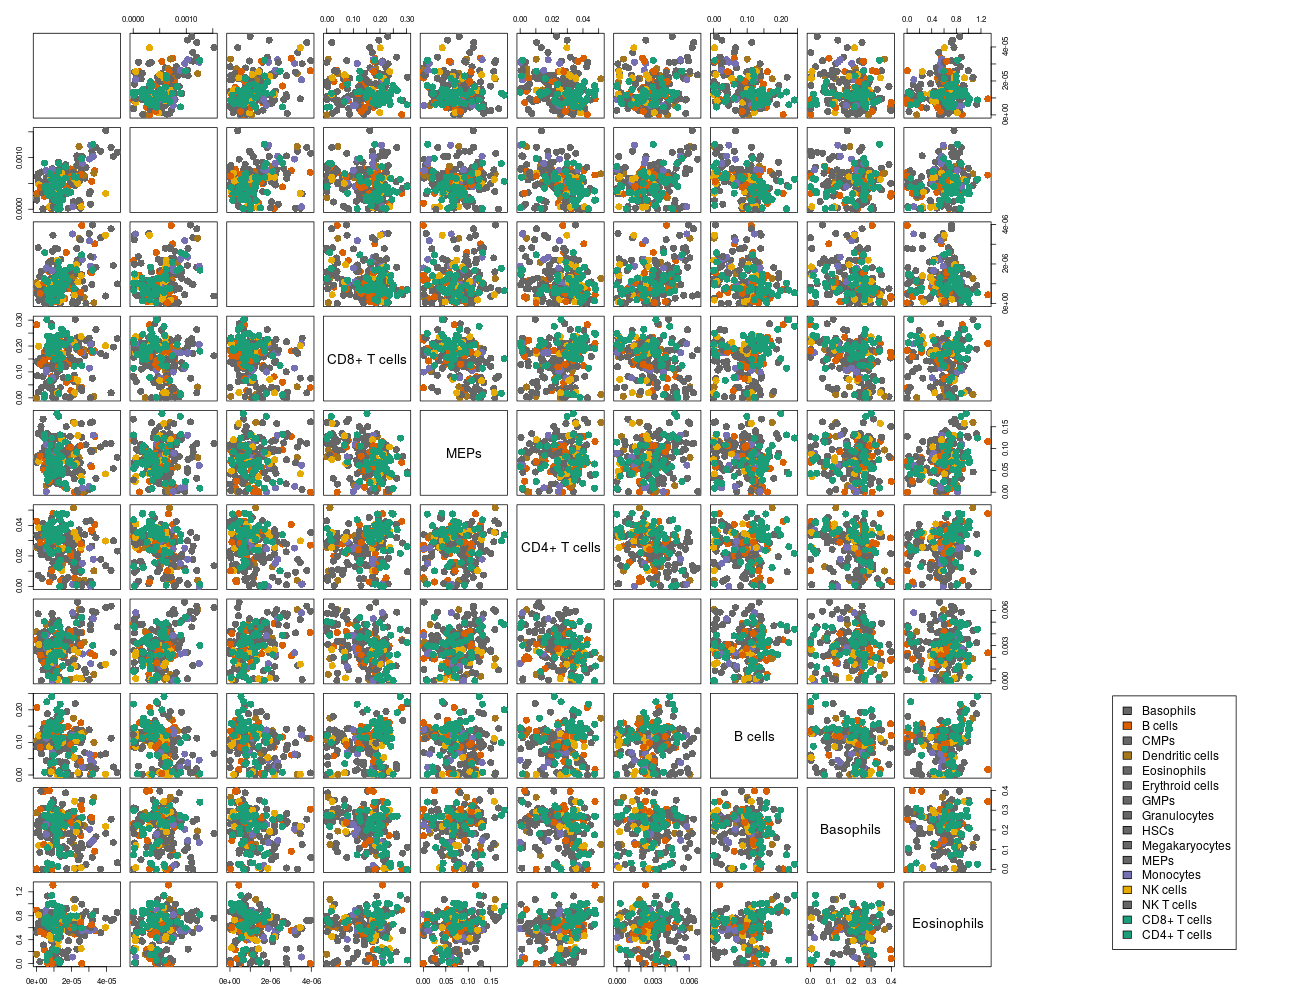 0.0000 0.0010 0.00 0.10 0.20 0.30 0.00 0.02 0.04 0.00 0.10 0.20 0.0 0.4 0.8 1.2
0e+00 2e-05 4e-05
0.0000 0.0010
0e+00 2e-06 4e-06
0.00 0.10 0.20 0.30
CD8+ T cells
MEPs
0.00 0.05 0.10 0.15
0.00 0.02 0.04
CD4+ T cells
0.000 0.003 0.006
0.00 0.10 0.20
B cells
Basophils
0.0 0.1 0.2 0.3 0.4
0.0 0.4 0.8 1.2
Eosinophils
0e+00 2e-05 4e-05 0e+00 2e-06 4e-06 0.00 0.05 0.10 0.15 0.000 0.003 0.006 0.0 0.1 0.2 0.3 0.4
Basophils
B cells
CMPs
Dendritic cells
Eosinophils
Erythroid cells
GMPs
Granulocytes
HSCs
Megakaryocytes
MEPs
Monocytes
NK cells
NK T cells
CD8+ T cells
CD4+ T cells